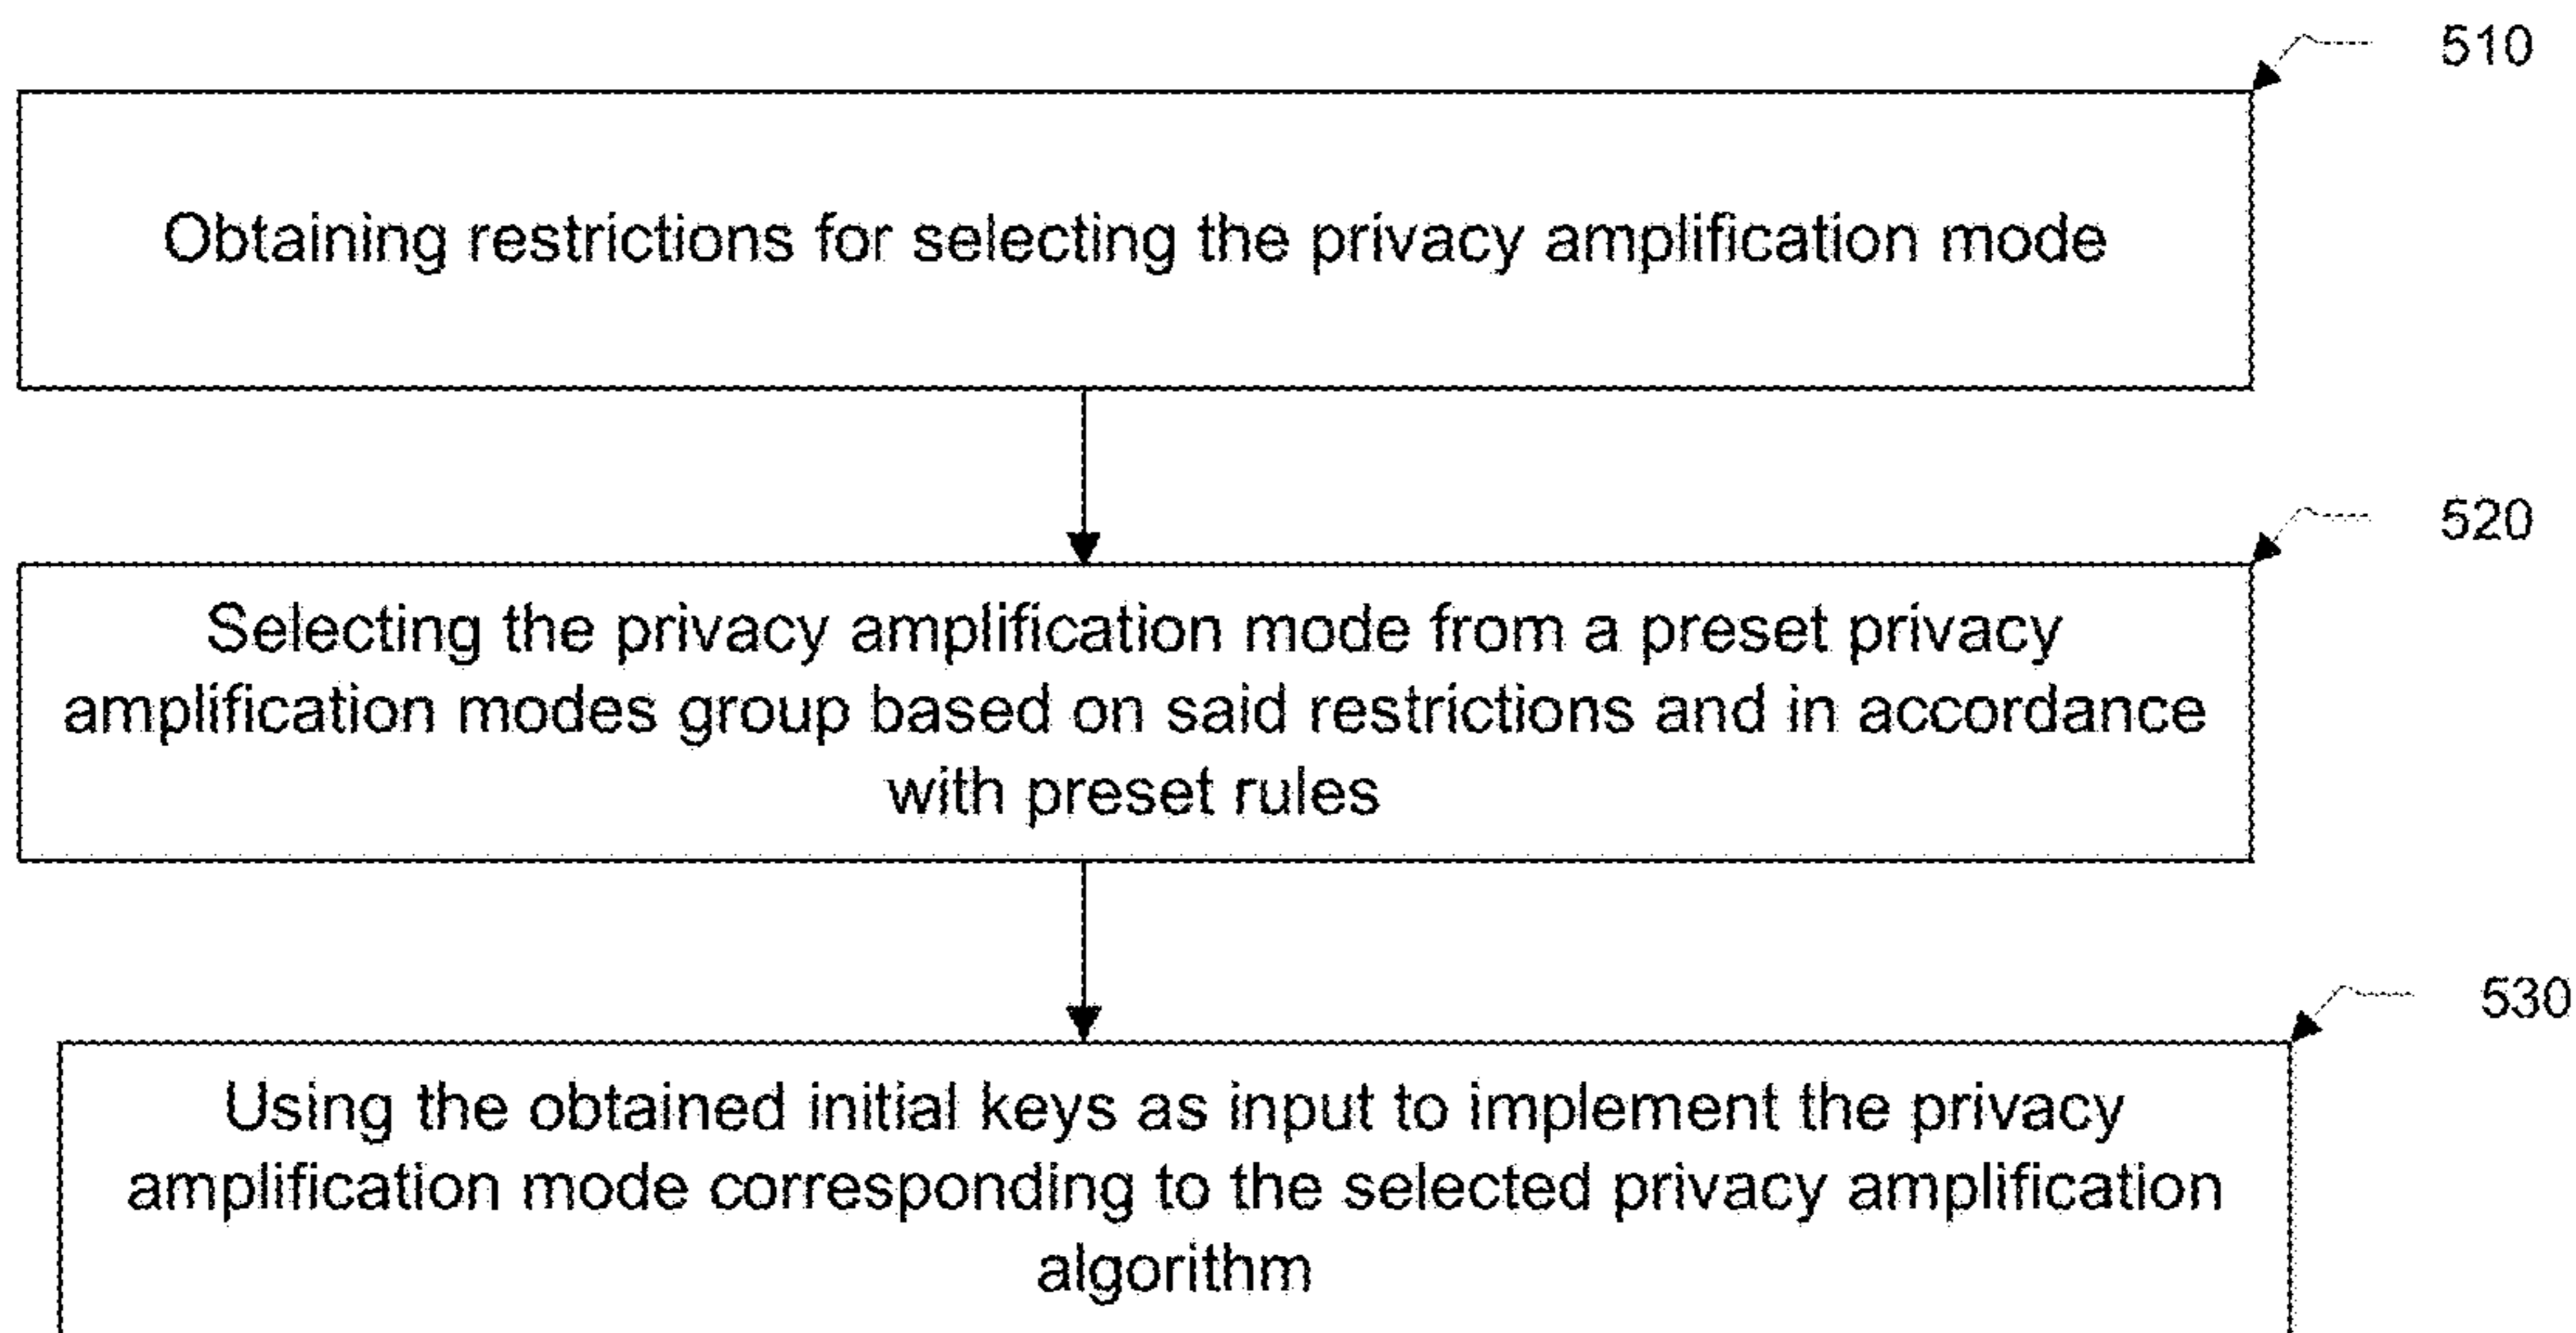 510
Obtaining restrictions for selecting the privacy amplification mode
520
Selecting the privacy amplification mode from a preset privacy
amplification modes group based on said restrictions and in accordance
with preset rules
530
Using the obtained initial keys as input to implement the privacy
amplification mode corresponding to the selected privacy amplification
algorithm